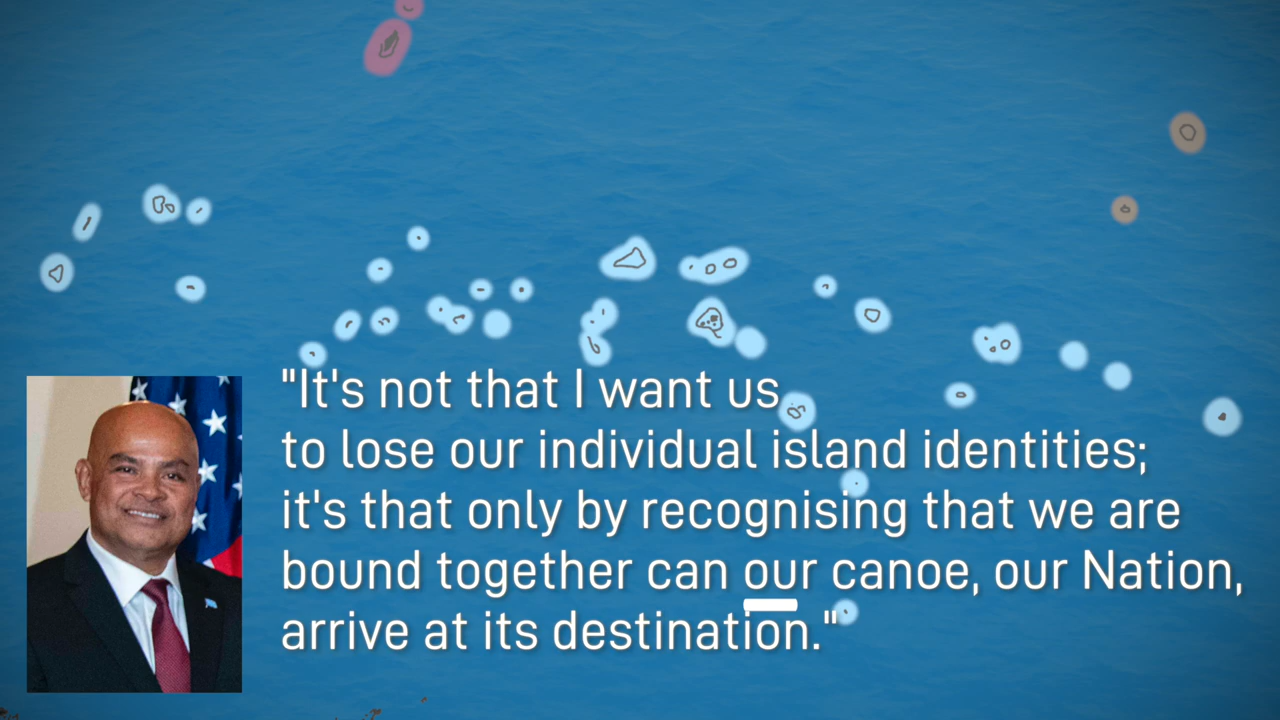 "It's not that I want us
to lose our individual island identities;
it's that only by recognising that we are
bound together can our canoe, our Nation,
arrive at its destination."